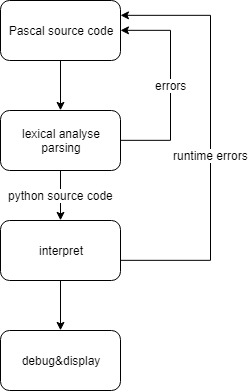 Pascal source code
errors
lexical analyse
parsing
runtime errors
python source code
interpret
debug&display